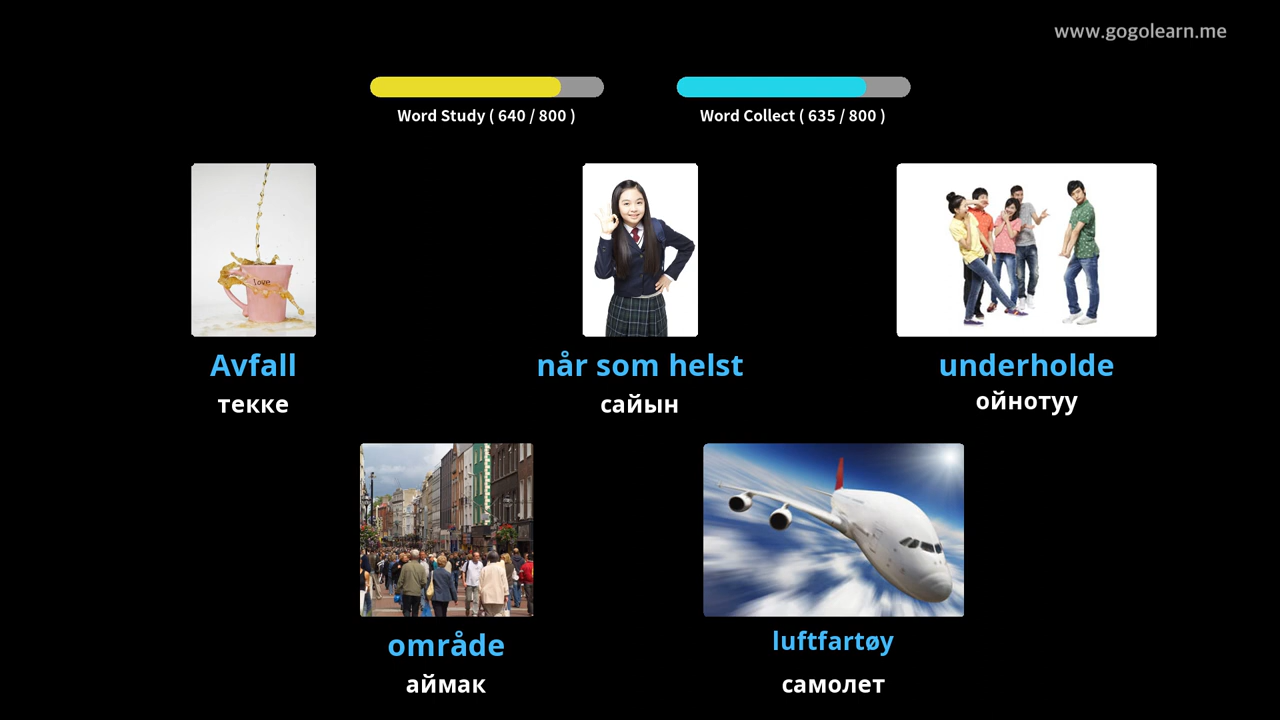 www.gogolearn.me
Word Study ( 640 / 800 )
Word Collect ( 635 / 800 )
love
Avfall
når som helst
underholde
текке
сайын
ойнотуу
område
luftfartøy
аймак
самолет